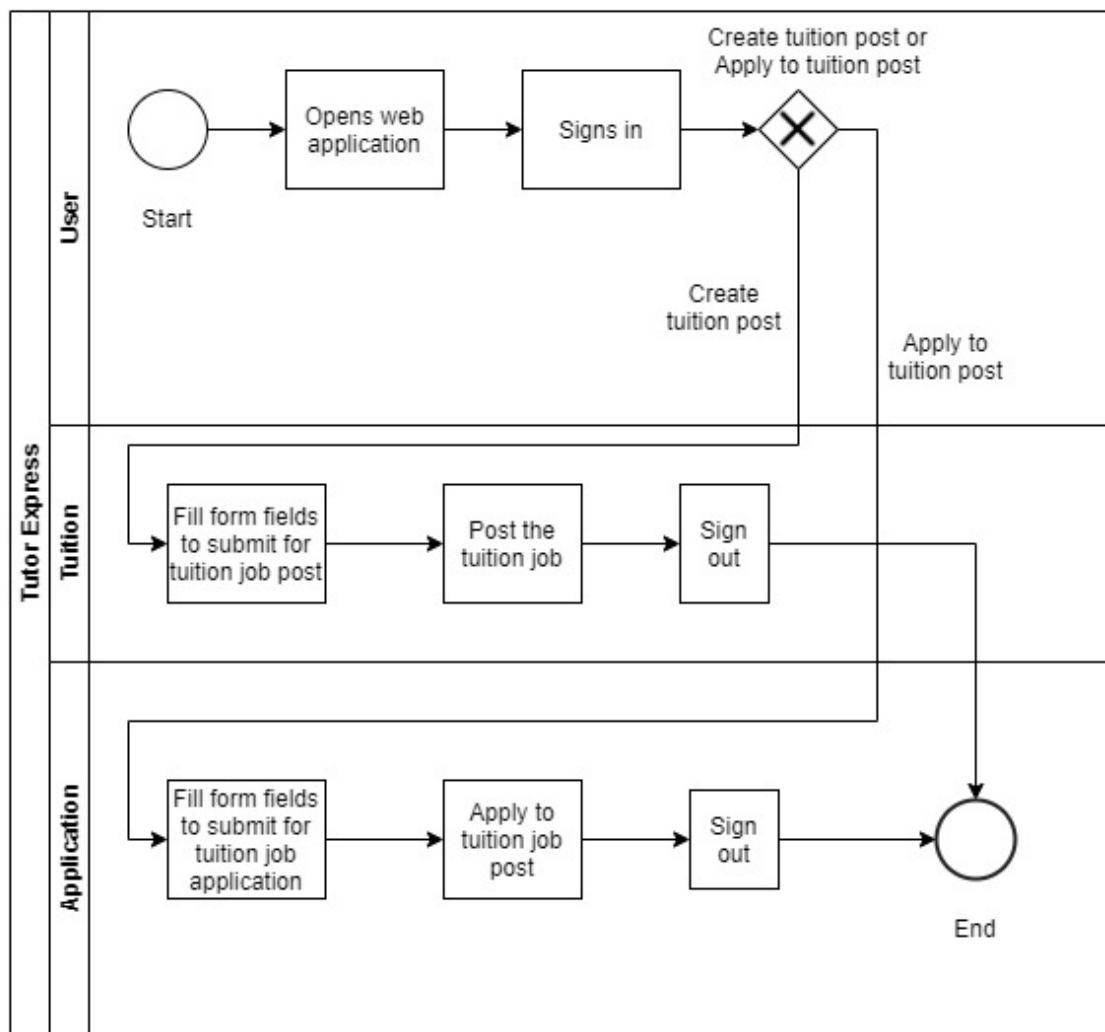 Tutor Express
User
Create tuition post or
Apply to tuition post
Opens web
application
Signs in
Start
Create
tuition post
Apply to
tuition post
Tuition
Fill form fields
to submit for
tuition job post
Post the
tuition job
Sign
out
Application
Fill form fields
to submit for
tuition job
application
Apply to
tuition job
post
Sign
out
End